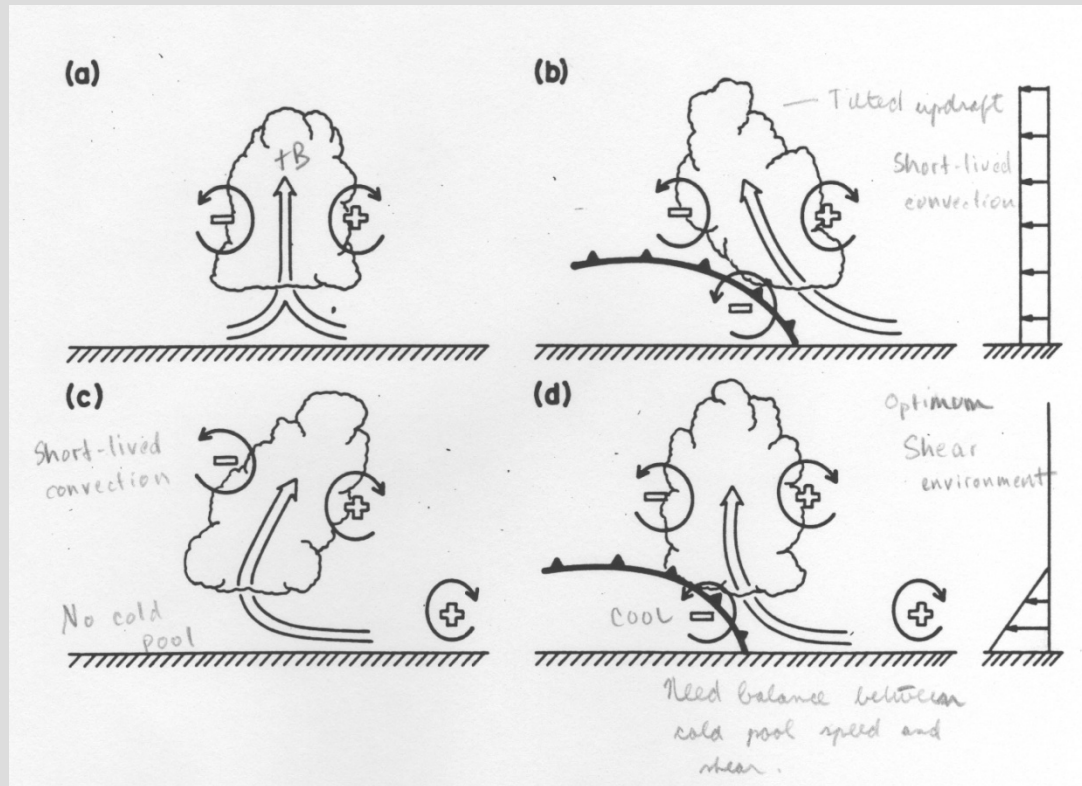 (a)
+B
(b)
Tilted updraft
Short-lived
convection
(c)
Short-lived
convection
No cold
pool
(d)
COOL
Optimum
Shear
environment
Need balance between
cold pool speed and
shear.